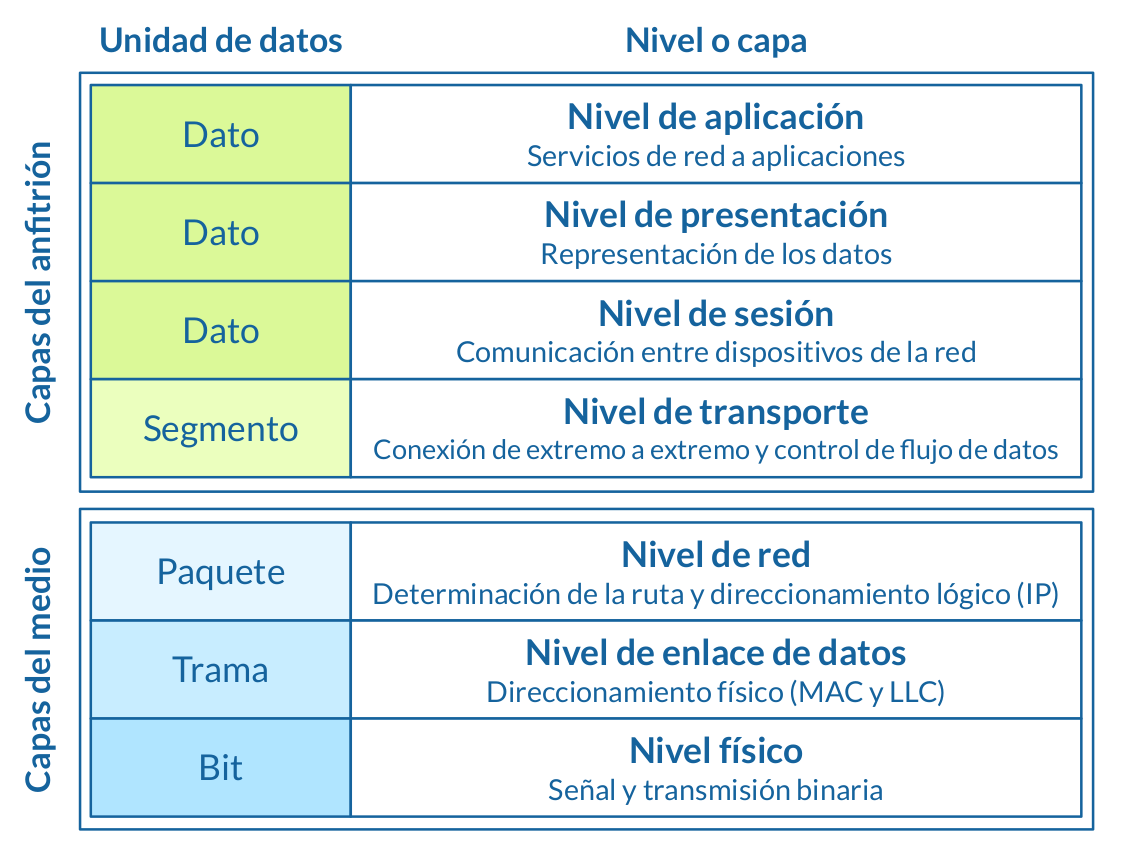 Unidad de datos
Nivel o capa
Capas del anfitrión
Dato
Nivel de aplicación
Servicios de red a aplicaciones
Dato
Nivel de presentación
Representación de los datos
Dato
Nivel de sesión
Comunicación entre dispositivos de la red
Segmento
Nivel de transporte
Conexión de extremo a extremo y control de flujo de datos
Capas del medio
Paquete
Nivel de red
Determinación de la ruta y direccionamiento lógico (IP)
Trama
Nivel de enlace de datos
Direccionamiento físico (MAC y LLC)
Bit
Nivel físico
Señal y transmisión binaria